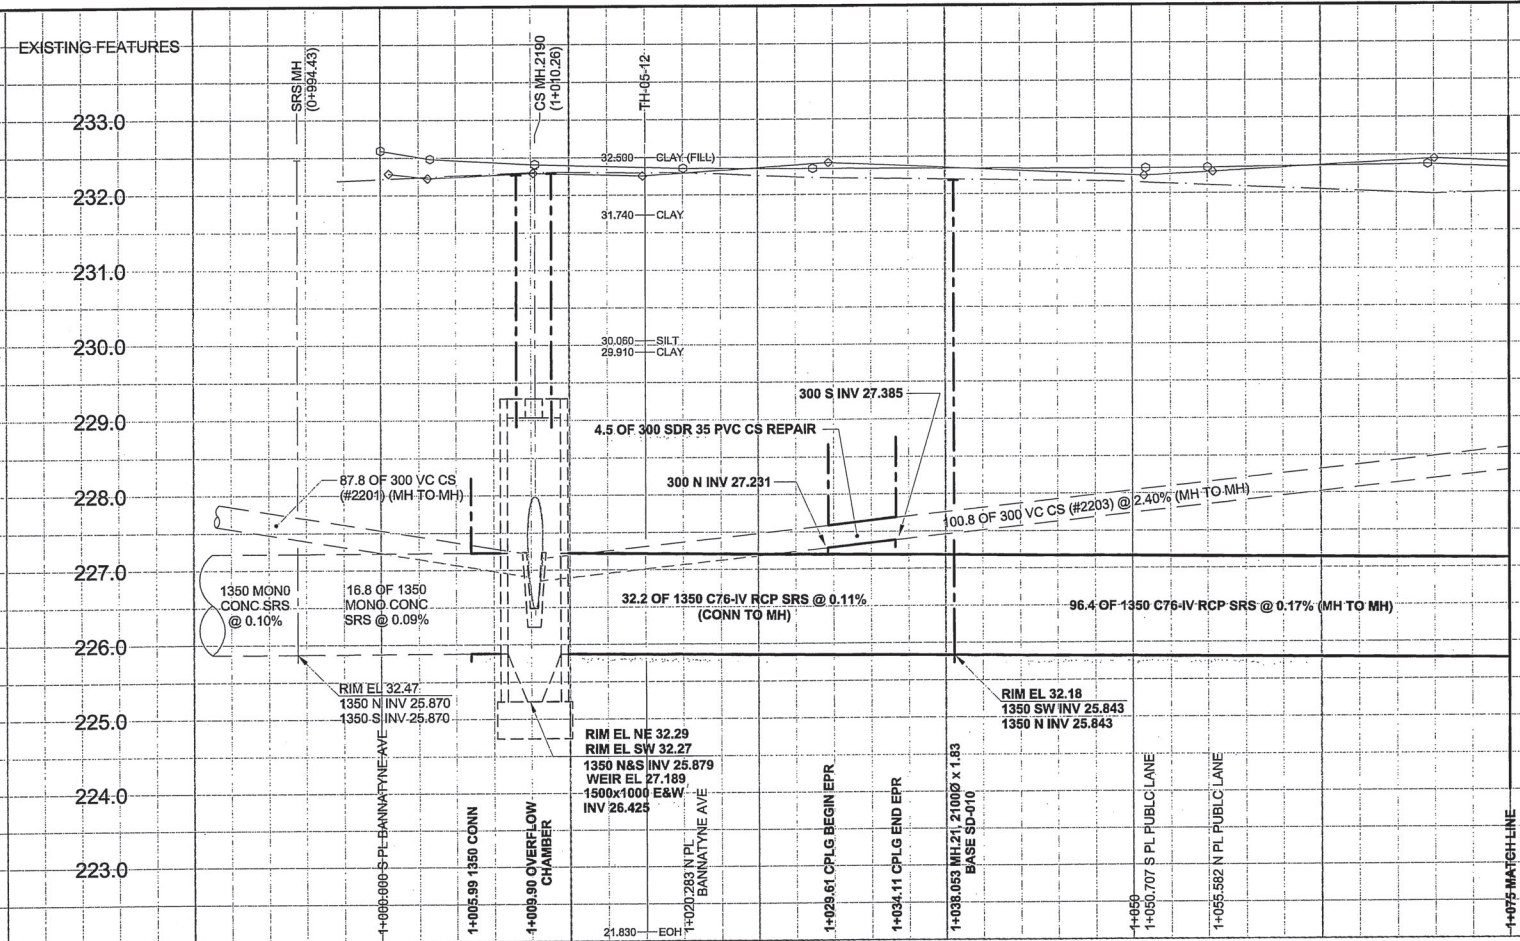 EXISTING FEATURES
SRS MH
(0+994.43)
CS MH.2190
(1+010.26)
TH-05-12
233.0
232.0
231.0
230.0
229.0
228.0
227.0
226.0
225.0
224.0
223.0
32.500 CLAY (FILL)
31.740 CLAY
30.060 SILT
29.910 CLAY
300 S INV 27.385
4.5 OF 300 SDR 35 PVC CS REPAIR
300 N INV 27.231
87.8 OF 300 VC CS
(#2201) (MH TO MH)
100.8 OF 300 VC CS (#2203) @ 2.40% (MH TO MH)
1350 MONO
CONC SRS
@ 0.10%
16.8 OF 1350
MONO CONC
SRS @ 0.09%
32.2 OF 1350 C76-IV RCP SRS @ 0.11%
(CONN TO MH)
96.4 OF 1350 C76-IV RCP SRS @ 0.17% (MH TO MH)
RIM EL 32.47
1350 N INV 25.870
1350 S INV 25.870
RIM EL NE 32.29
RIM EL SW 32.27
1350 N&S INV 25.879
WEIR EL 27.189
1500x1000 E&W
INV 26.425
RIM EL 32.18
1350 SW INV 25.843
1350 N INV 25.843
1+000.000 S PL BANNATYNE AVE
1+005.99 1350 CONN
1+009.90 OVERFLOW
CHAMBER
21.830 EOH
1+020.283 N PL
BANNATYNE AVE
1+029.61 CPLG BEGIN EPR
1+034.11 CPLG END EPR
1+038.053 MH.21, 2100Ø x 1.83
BASE SD-010
1+050
1+050.707 S PL PUBLC LANE
1+055.582 N PL PUBLC LANE
1+075 MATCH LINE